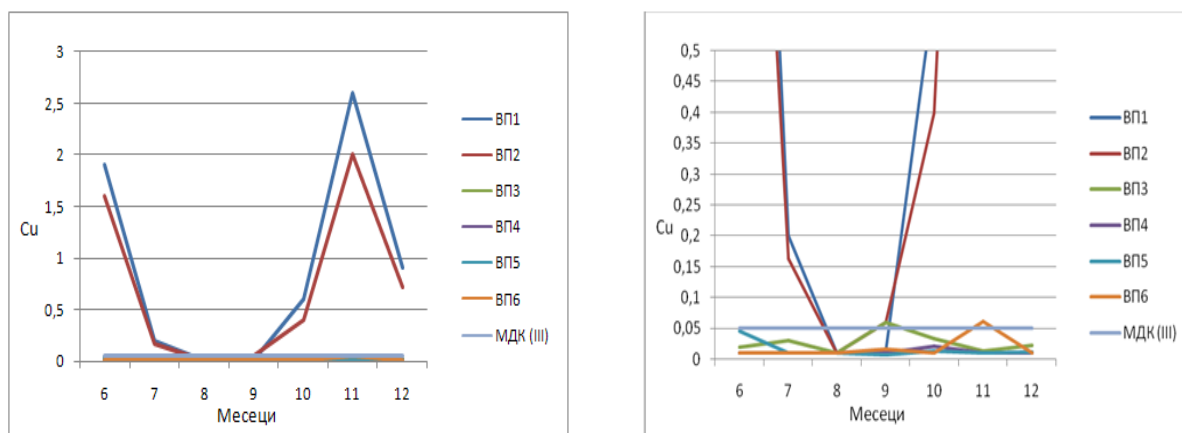 3
2,5
2
1,5
1
0,5
0
Cu
6 7 8 9 10 11 12
Месеци
ВП1
ВП2
ВП3
ВП4
ВП5
ВП6
МДК (III)
0,5
0,45
0,4
0,35
0,3
0,25
0,2
0,15
0,1
0,05
0
Cu
6 7 8 9 10 11 12
Месеци
ВП1
ВП2
ВП3
ВП4
ВП5
ВП6
МДК (III)